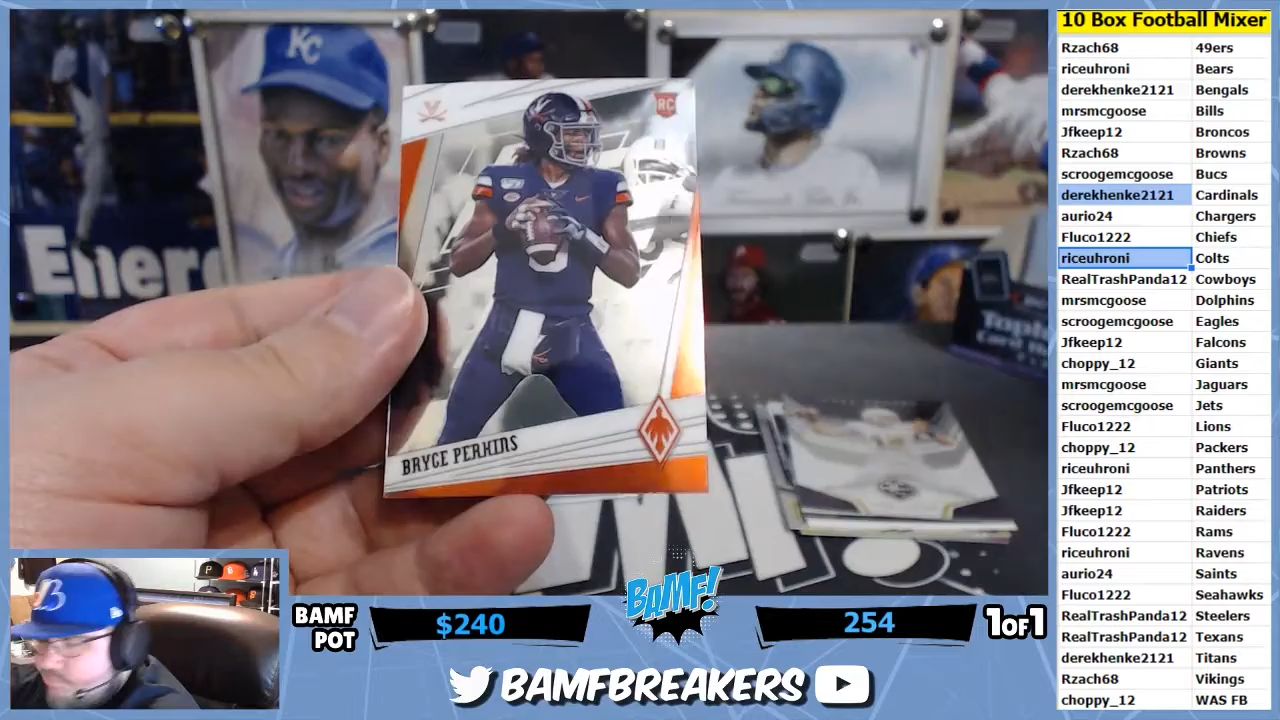 10 Box Football Mixer
Rzach68 49ers
riceuhroni Bears
derekhenke2121 Bengals
mrsmcgoose Bills
Jfkeep12 Broncos
Rzach68 Browns
scroogemcgoose Bucs
derekhenke2121 Cardinals
aurio24 Chargers
Fluco1222 Chiefs
riceuhroni Colts
RealTrashPanda12 Cowboys
mrsmcgoose Dolphins
scroogemcgoose Eagles
Jfkeep12 Falcons
choppy_12 Giants
mrsmcgoose Jaguars
scroogemcgoose Jets
Fluco1222 Lions
choppy_12 Packers
riceuhroni Panthers
Jfkeep12 Patriots
Jfkeep12 Raiders
Fluco1222 Rams
riceuhroni Ravens
aurio24 Saints
Fluco1222 Seahawks
RealTrashPanda12 Steelers
RealTrashPanda12 Texans
derekhenke2121 Titans
Rzach68 Vikings
choppy_12 WAS FB
KC
RC
Ener
BRYCE PERKINS
BAMF POT
$240
BAMF!
254
1OF1
BAMFBREAKERS